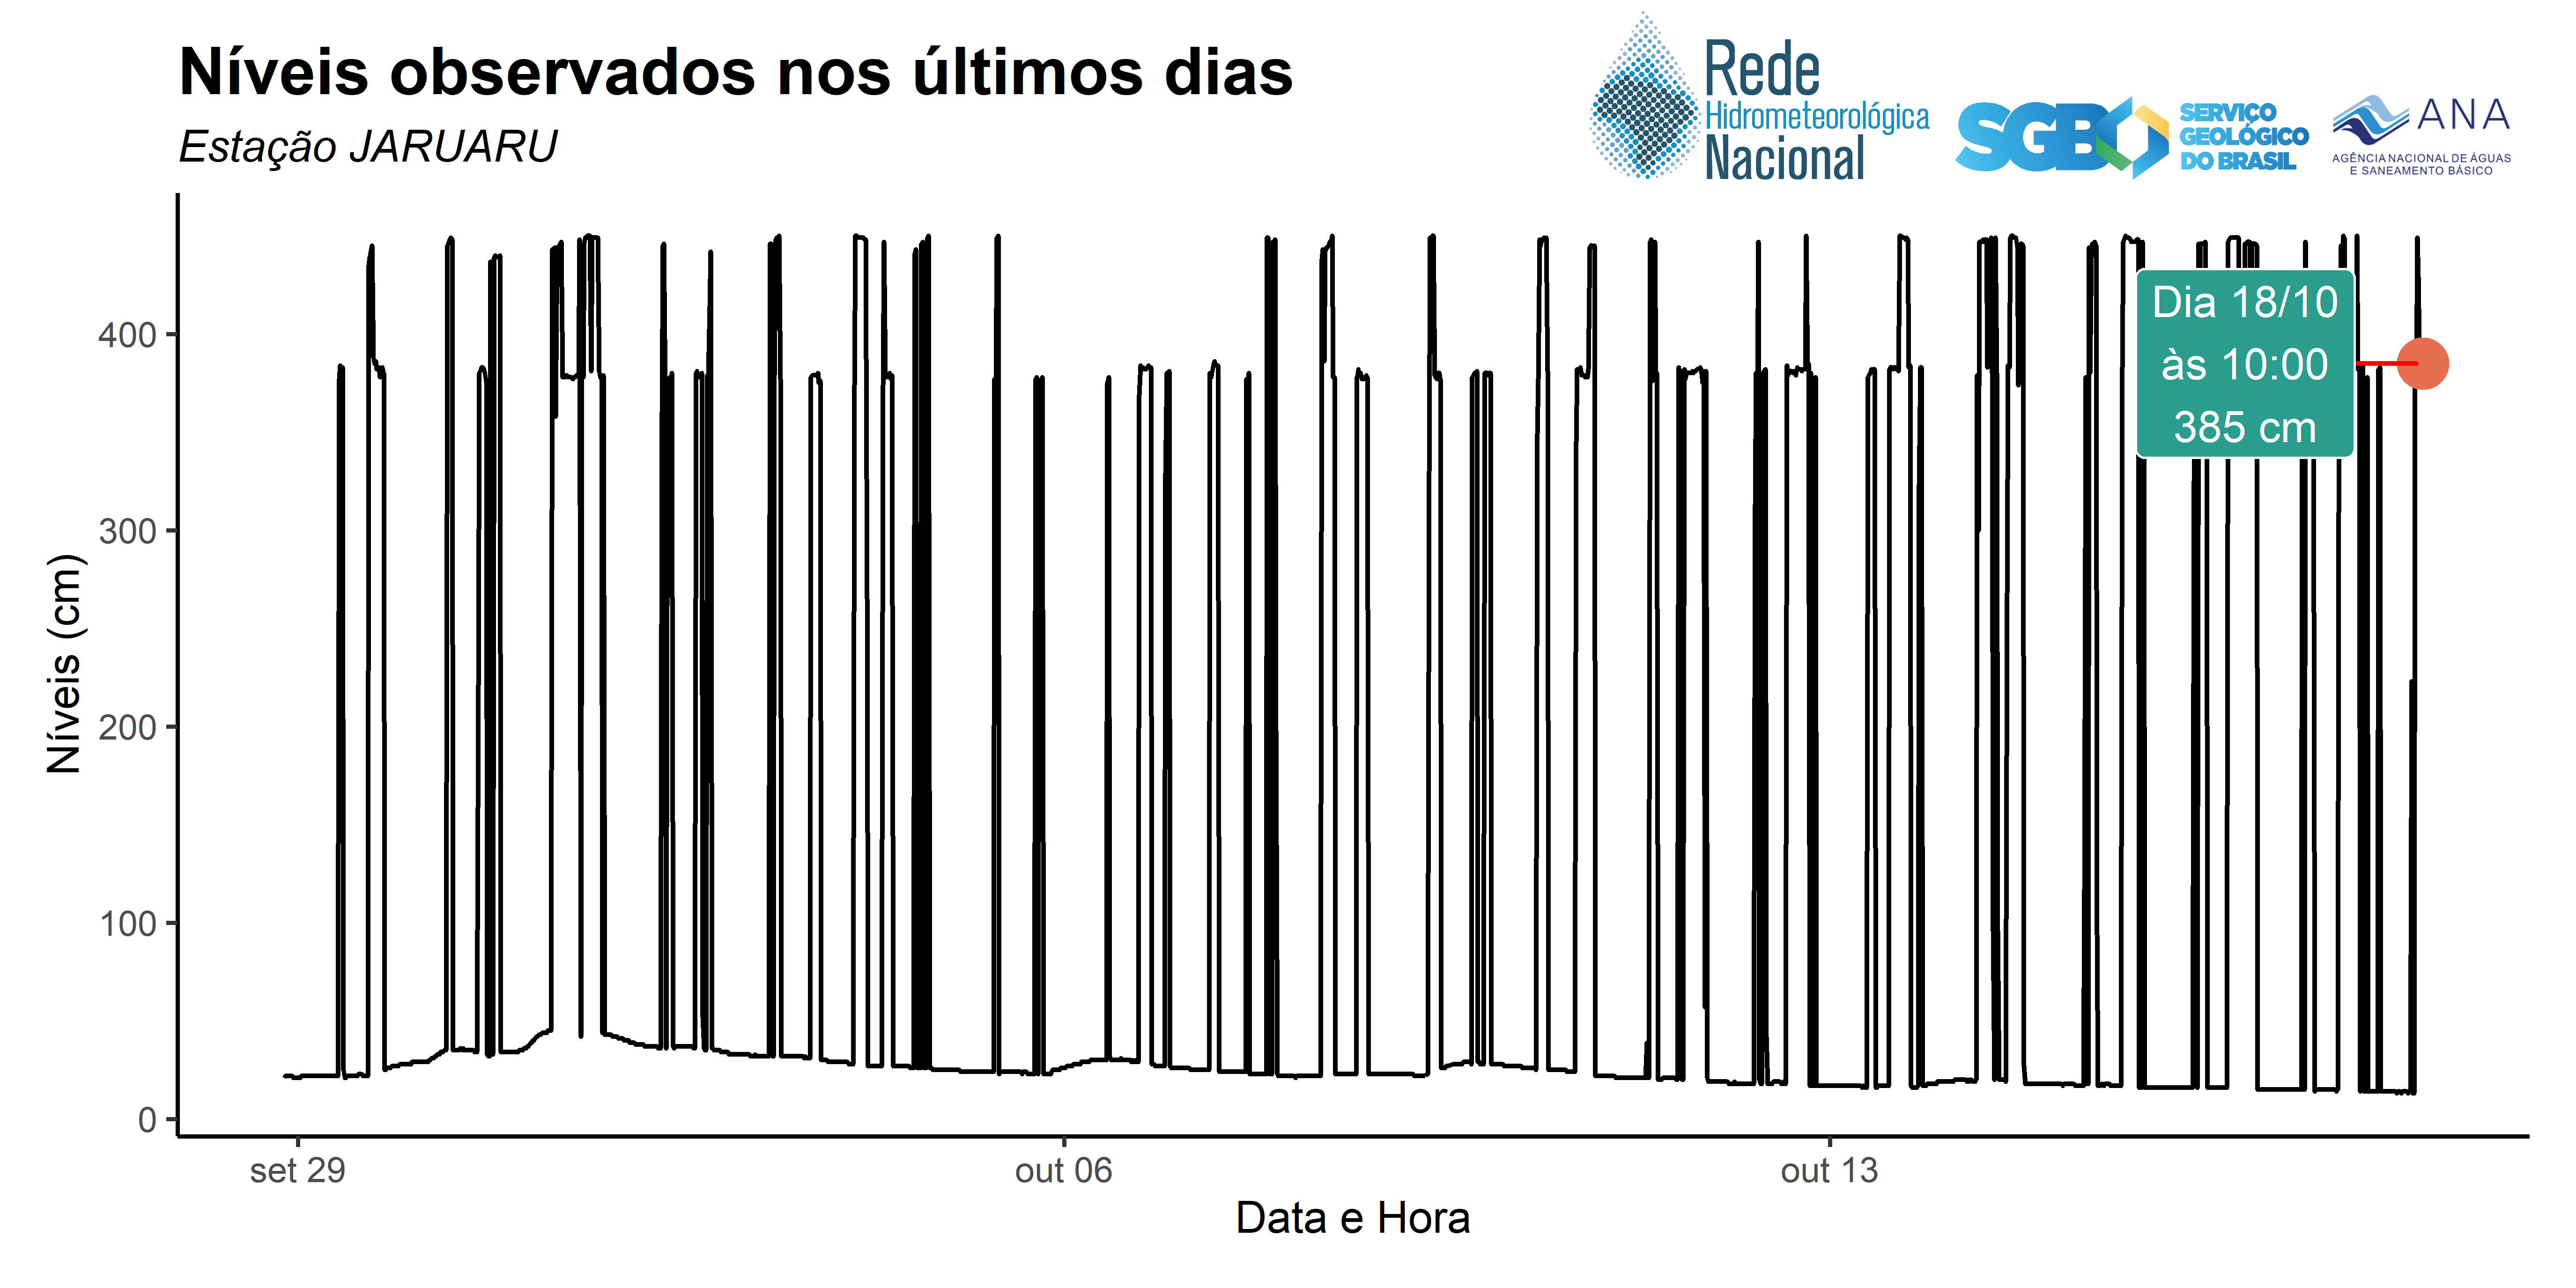 Níveis observados nos últimos dias
Estação JARUARU
Rede
Hidrometeorológica
Nacional
SGB
SERVIÇO
GEOLÓGICO
DO BRASIL
ANA
AGÊNCIA NACIONAL DE ÁGUAS
E SANEAMENTO BÁSICO
Níveis (cm)
400
300
200
100
0
Dia 18/10
às 10:00
385 cm
set 29
out 06
out 13
Data e Hora